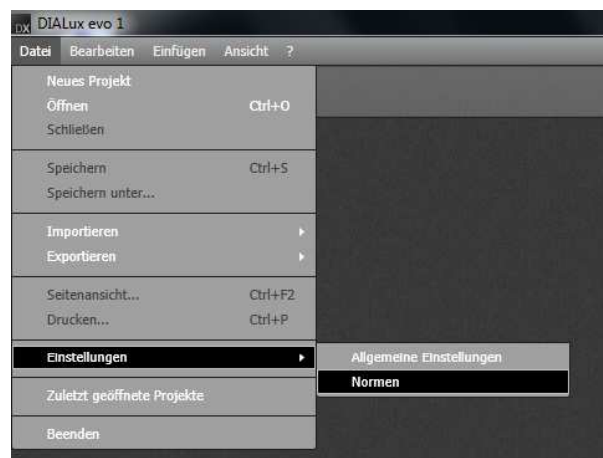 DX DIALux evo 1
Datei Bearbeiten Einfügen Ansicht ?
Neues Projekt
Öffnen Ctrl+O
Schließen
Speichern Ctrl+S
Speichern unter...
Importieren
Exportieren
Seitenansicht... Ctrl+F2
Drucken... Ctrl+P
Einstellungen
Allgemeine Einstellungen
Normen
Zuletzt geöffnete Projekte
Beenden